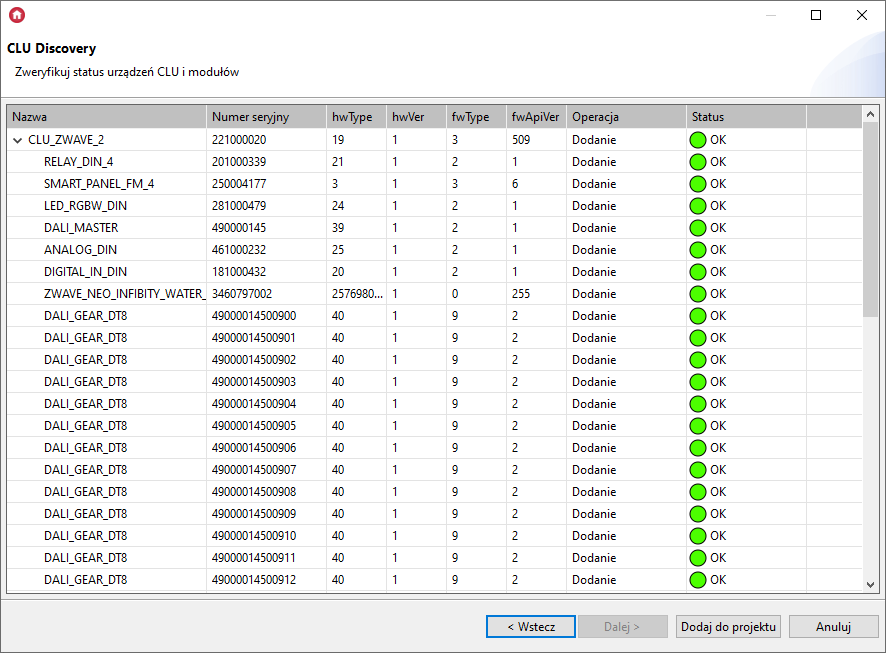 CLU Discovery
Zweryfikuj status urządzeń CLU i modułów
Nazwa Numer seryjny hwType hwVer fwType fwApiVer Operacja Status
CLU_ZWAVE_2 221000020 19 1 3 509 Dodanie OK
RELAY_DIN_4 201000339 21 1 2 1 Dodanie OK
SMART_PANEL_FM_4 250004177 3 1 3 6 Dodanie OK
LED_RGBW_DIN 281000479 24 1 2 1 Dodanie OK
DALI_MASTER 490000145 39 1 2 1 Dodanie OK
ANALOG_DIN 461000232 25 1 2 1 Dodanie OK
DIGITAL_IN_DIN 181000432 20 1 2 1 Dodanie OK
ZWAVE_NEO_INFIBITY_WATER_ 3460797002 2576980... 1 0 255 Dodanie OK
DALI_GEAR_DT8 49000014500900 40 1 9 2 Dodanie OK
DALI_GEAR_DT8 49000014500901 40 1 9 2 Dodanie OK
DALI_GEAR_DT8 49000014500902 40 1 9 2 Dodanie OK
DALI_GEAR_DT8 49000014500903 40 1 9 2 Dodanie OK
DALI_GEAR_DT8 49000014500904 40 1 9 2 Dodanie OK
DALI_GEAR_DT8 49000014500905 40 1 9 2 Dodanie OK
DALI_GEAR_DT8 49000014500906 40 1 9 2 Dodanie OK
DALI_GEAR_DT8 49000014500907 40 1 9 2 Dodanie OK
DALI_GEAR_DT8 49000014500908 40 1 9 2 Dodanie OK
DALI_GEAR_DT8 49000014500909 40 1 9 2 Dodanie OK
DALI_GEAR_DT8 49000014500910 40 1 9 2 Dodanie OK
DALI_GEAR_DT8 49000014500911 40 1 9 2 Dodanie OK
DALI_GEAR_DT8 49000014500912 40 1 9 2 Dodanie OK
< Wstecz Dalej > Dodaj do projektu Anuluj